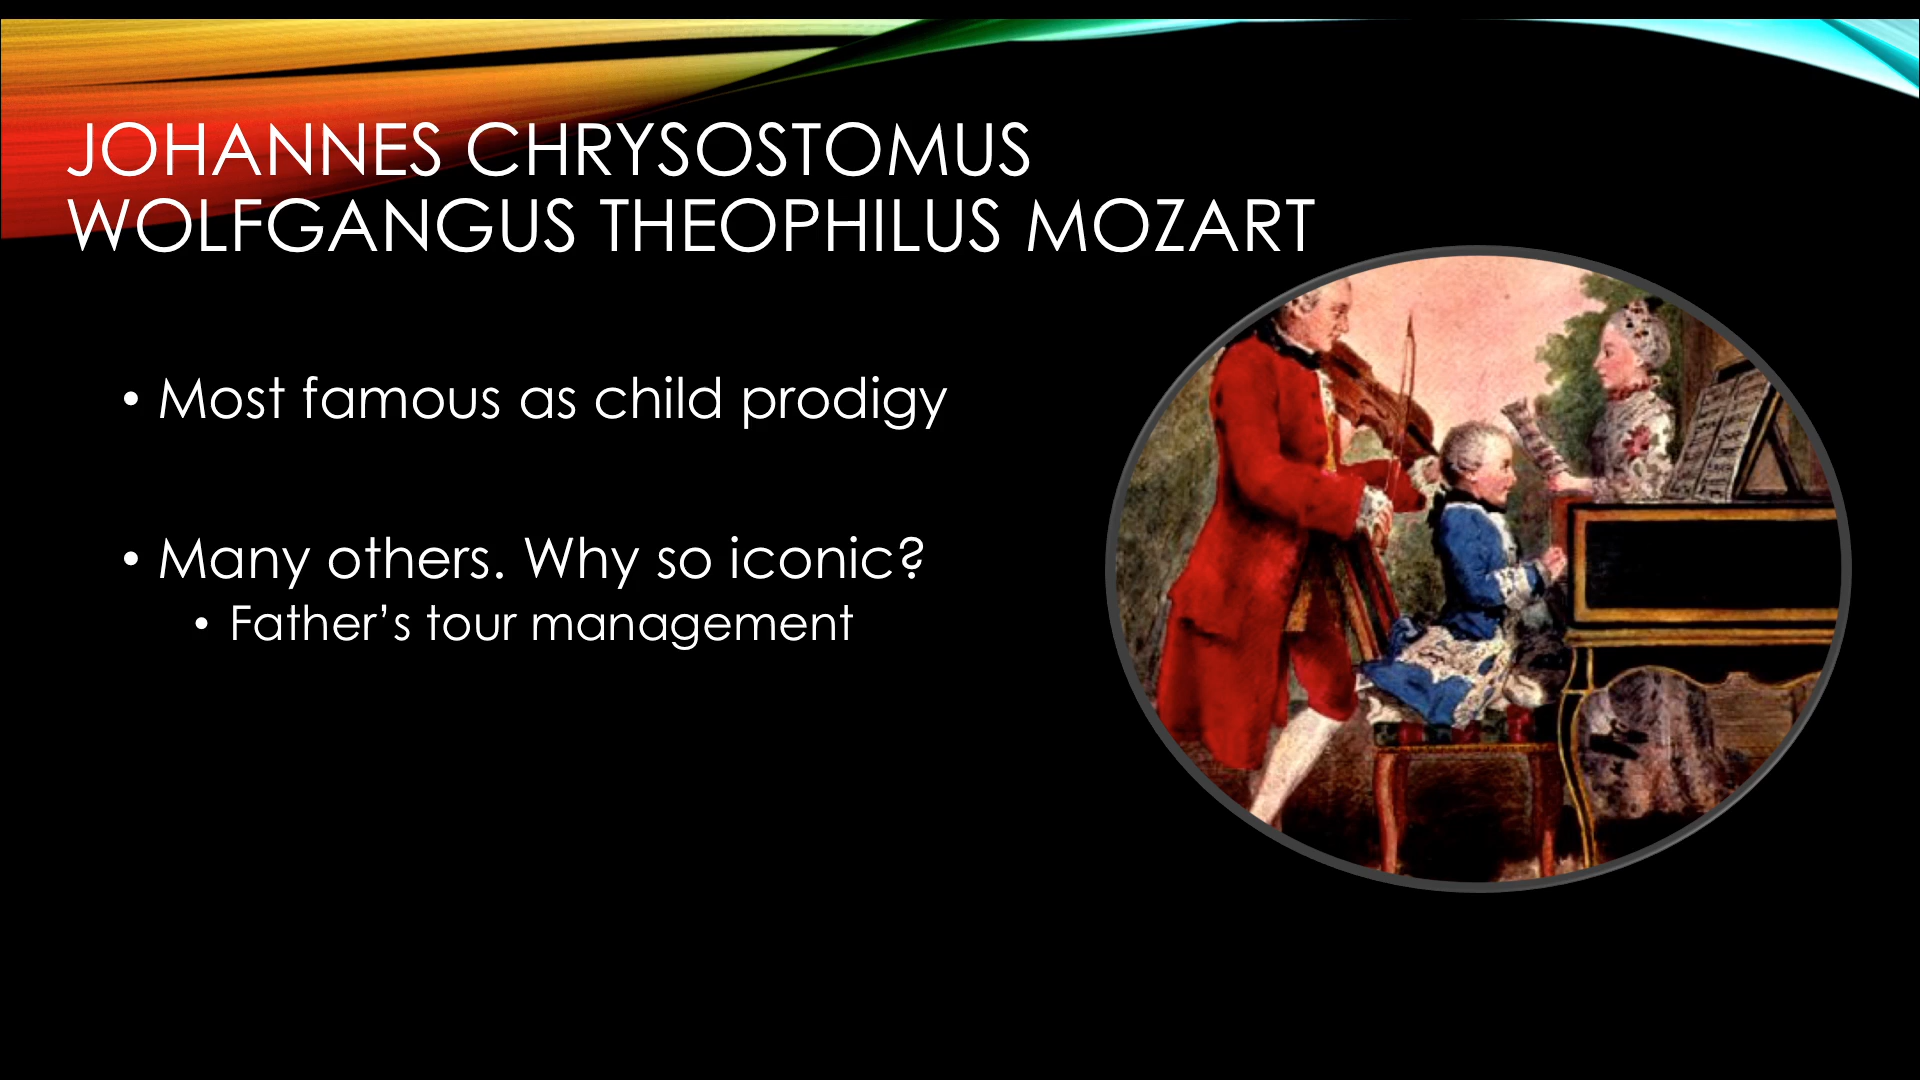 JOHANNES CHRYSOSTOMUS
WOLFGANGUS THEOPHILUS MOZART
• Most famous as child prodigy
• Many others. Why so iconic?
• Father’s tour management